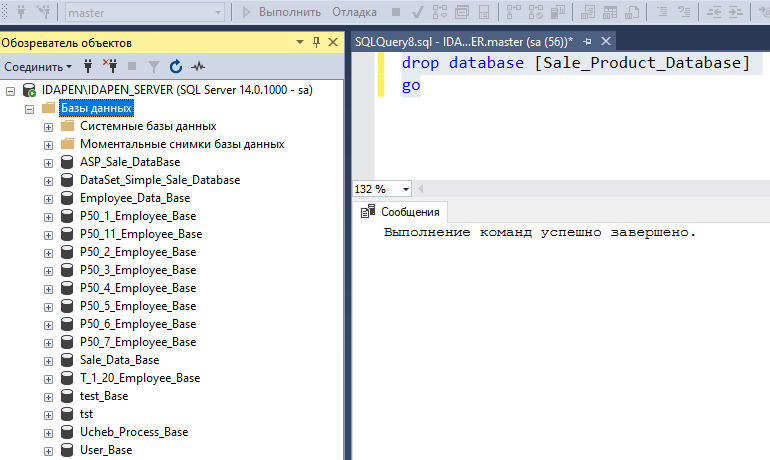 master
Выполнить
Отладка
Обозреватель объектов
Соединить
IDAPEN\IDAPEN_SERVER (SQL Server 14.0.1000 - sa)
Базы данных
Системные базы данных
Моментальные снимки базы данных
ASP_Sale_DataBase
DataSet_Simple_Sale_Database
Employee_Data_Base
P50_1_Employee_Base
P50_11_Employee_Base
P50_2_Employee_Base
P50_3_Employee_Base
P50_4_Employee_Base
P50_5_Employee_Base
P50_6_Employee_Base
P50_7_Employee_Base
Sale_Data_Base
T_1_20_Employee_Base
test_Base
tst
Ucheb_Process_Base
User_Base
SQLQuery8.sql - IDA...ER.master (sa (56))*
drop database [Sale_Product_Database]
go
132 %
Сообщения
Выполнение команд успешно завершено.